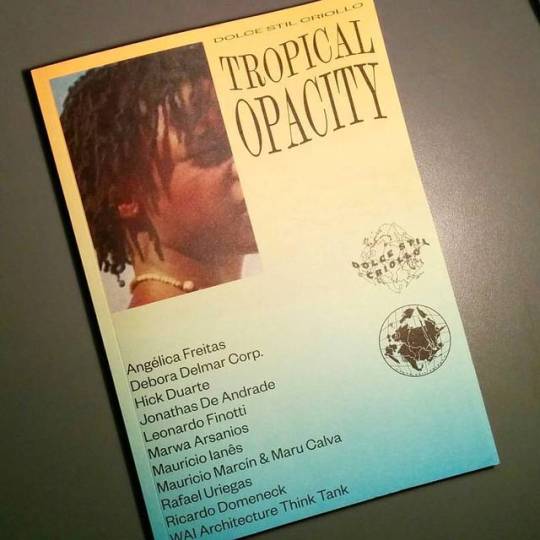 DOLCE STIL CRIOLLO
TROPICAL
OPACITY
DOLCE STIL
CRIOLLO
Angélica Freitas
Debora Delmar Corp.
Hick Duarte
Jonathas De Andrade
Leonardo Finotti
Marwa Arsanios
Maurício Ianês
Mauricio Marcín & Maru Calva
Rafael Uriegas
Ricardo Domeneck
WAI Architecture Think Tank